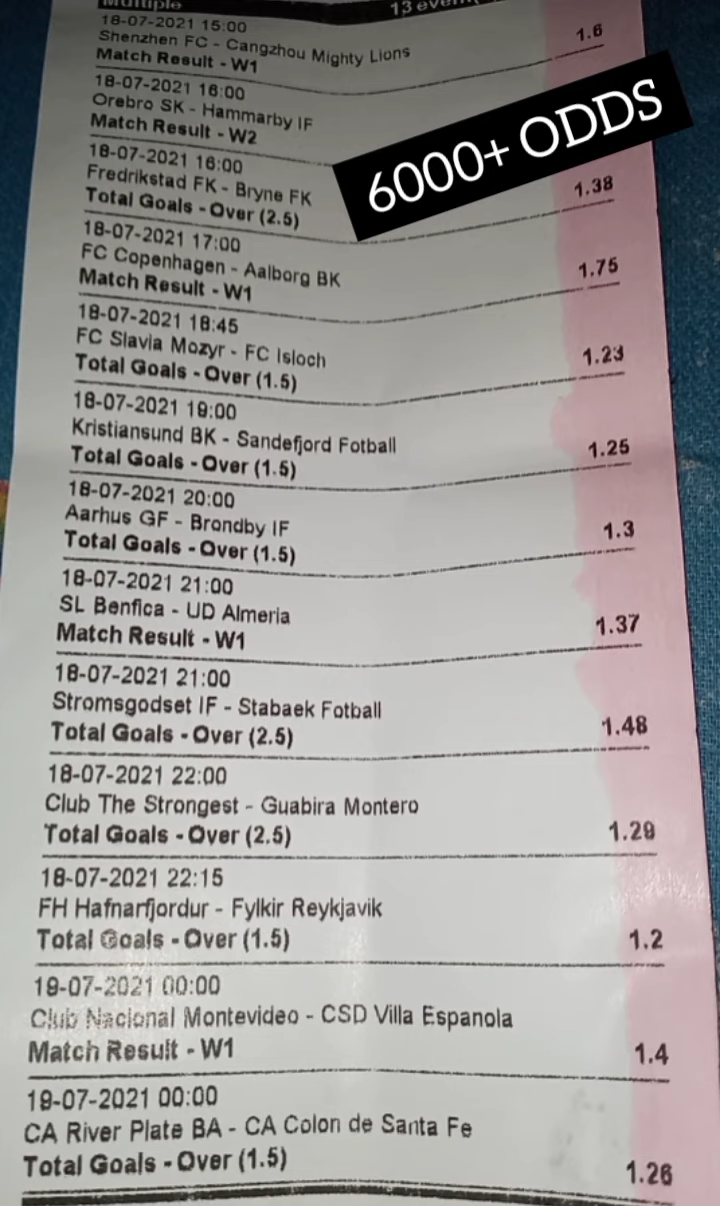 Multiple 13 even
18-07-2021 15:00
Shenzhen FC - Cangzhou Mighty Lions 1.6
Match Result - W1
18-07-2021 16:00
Orebro SK - Hammarby IF
Match Result - W2
6000+ ODDS
18-07-2021 16:00
Fredrikstad FK - Bryne FK 1.38
Total Goals - Over (2.5)
18-07-2021 17:00
FC Copenhagen - Aalborg BK 1.75
Match Result - W1
18-07-2021 18:45
FC Slavia Mozyr - FC Isloch 1.23
Total Goals - Over (1.5)
18-07-2021 19:00
Kristiansund BK - Sandefjord Fotball 1.25
Total Goals - Over (1.5)
18-07-2021 20:00
Aarhus GF - Brondby IF 1.3
Total Goals - Over (1.5)
18-07-2021 21:00
SL Benfica - UD Almeria 1.37
Match Result - W1
18-07-2021 21:00
Stromsgodset IF - Stabaek Fotball 1.48
Total Goals - Over (2.5)
18-07-2021 22:00
Club The Strongest - Guabira Montero
Total Goals - Over (2.5) 1.29
18-07-2021 22:15
FH Hafnarfjordur - Fylkir Reykjavik
Total Goals - Over (1.5) 1.2
19-07-2021 00:00
Club Nacional Montevideo - CSD Villa Espanola
Match Result - W1 1.4
19-07-2021 00:00
CA River Plate BA - CA Colon de Santa Fe
Total Goals - Over (1.5) 1.26